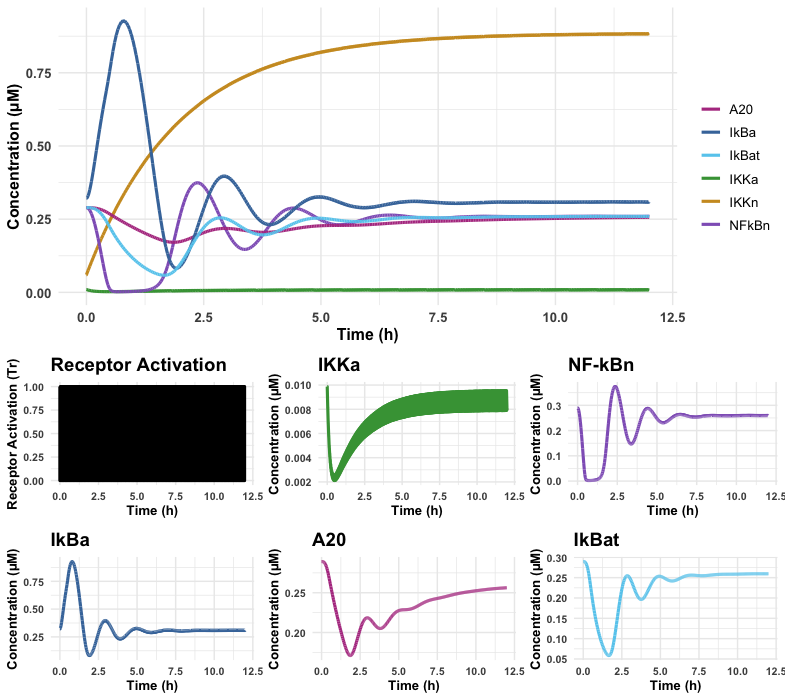 Concentration (µM)
0.75
0.50
0.25
0.00
0.0 2.5 5.0 7.5 10.0 12.5
Time (h)
A20
IkBa
IkBat
IKKa
IKKn
NFkBn
Receptor Activation
Receptor Activation (Tr)
1.00
0.75
0.50
0.25
0.00
0.0 2.5 5.0 7.5 10.0 12.5
Time (h)
IKKa
Concentration (µM)
0.010
0.008
0.006
0.004
0.002
0.0 2.5 5.0 7.5 10.0 12.5
Time (h)
NF-kBn
Concentration (µM)
0.3
0.2
0.1
0.0
0.0 2.5 5.0 7.5 10.0 12.5
Time (h)
IkBa
Concentration (µM)
0.75
0.50
0.25
0.0 2.5 5.0 7.5 10.0 12.5
Time (h)
A20
Concentration (µM)
0.25
0.20
0.0 2.5 5.0 7.5 10.0 12.5
Time (h)
IkBat
Concentration (µM)
0.30
0.25
0.20
0.15
0.10
0.05
0.0 2.5 5.0 7.5 10.0 12.5
Time (h)